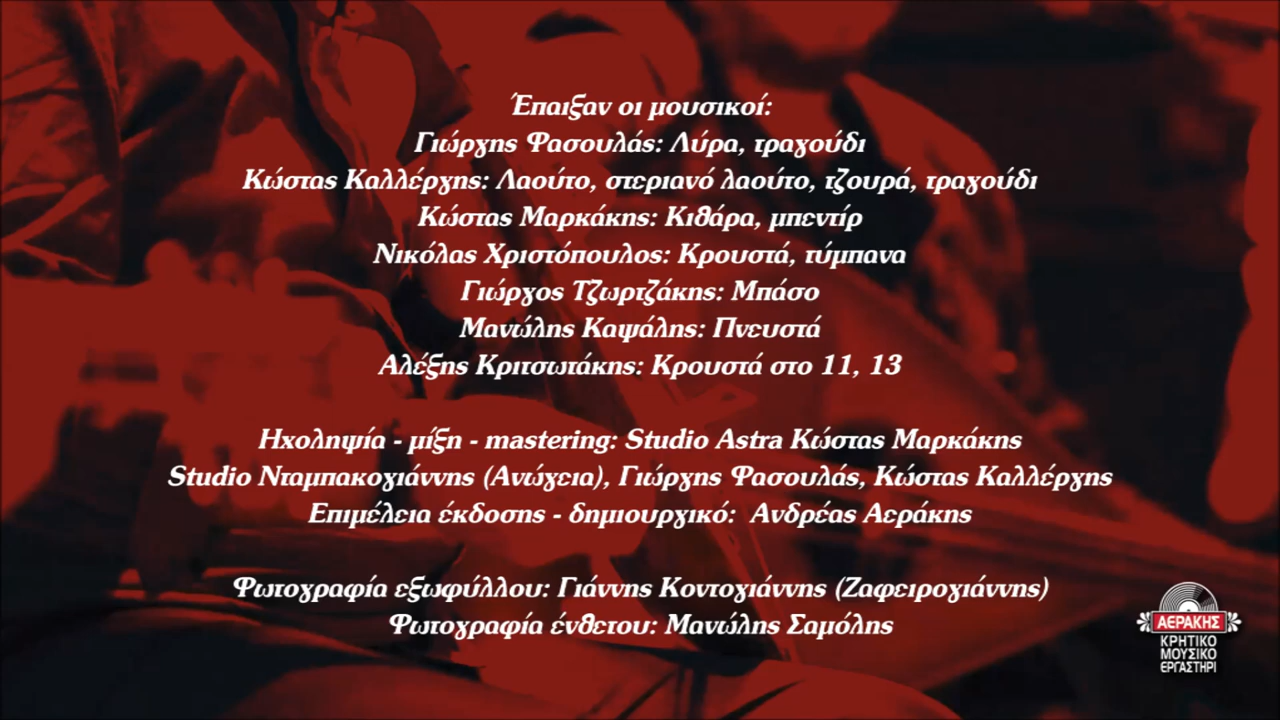 Έπαιξαν οι μουσικοί:
Γιώργης Φασουλάς: Λύρα, τραγούδι
Κώστας Καλλέργης: Λαούτο, στεριανό λαούτο, τζουρά, τραγούδι
Κώστας Μαρκάκης: Κιθάρα, μπεντίρ
Νικόλας Χριστόπουλος: Κρουστά, τύμπανα
Γιώργος Τζωρτζάκης: Μπάσο
Μανώλης Καψάλης: Πνευστά
Αλέξης Κριτσωτάκης: Κρουστά στο 11, 13
Ηχοληψία - μίξη - mastering: Studio Astra Κώστας Μαρκάκης
Studio Νταμπακογιάννης (Ανώγεια), Γιώργης Φασουλάς, Κώστας Καλλέργης
Επιμέλεια έκδοσης - δημιουργικό: Ανδρέας Αεράκης
Φωτογραφία εξωφύλλου: Γιάννης Κοντογιάννης (Ζαφειρογιάννης)
Φωτογραφία ένθετου: Μανώλης Σαμόλης
ΑΕΡΑΚΗΣ
ΚΡΗΤΙΚΟ
ΜΟΥΣΙΚΟ
ΕΡΓΑΣΤΗΡΙ